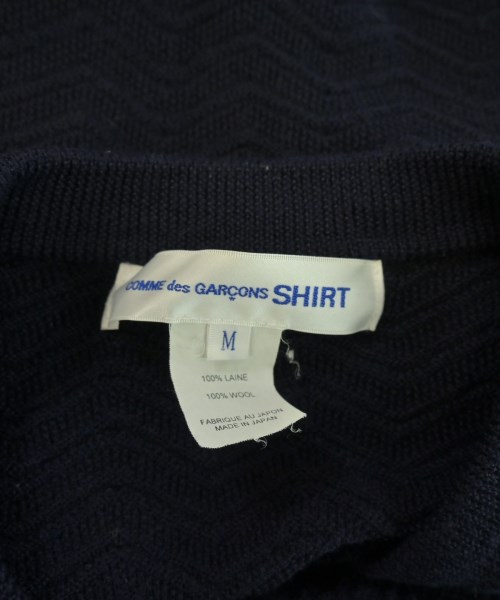 COMME des GARÇONS SHIRT
M
100% LAINE
100% WOOL
FABRIQUE AU JAPON
MADE IN JAPAN